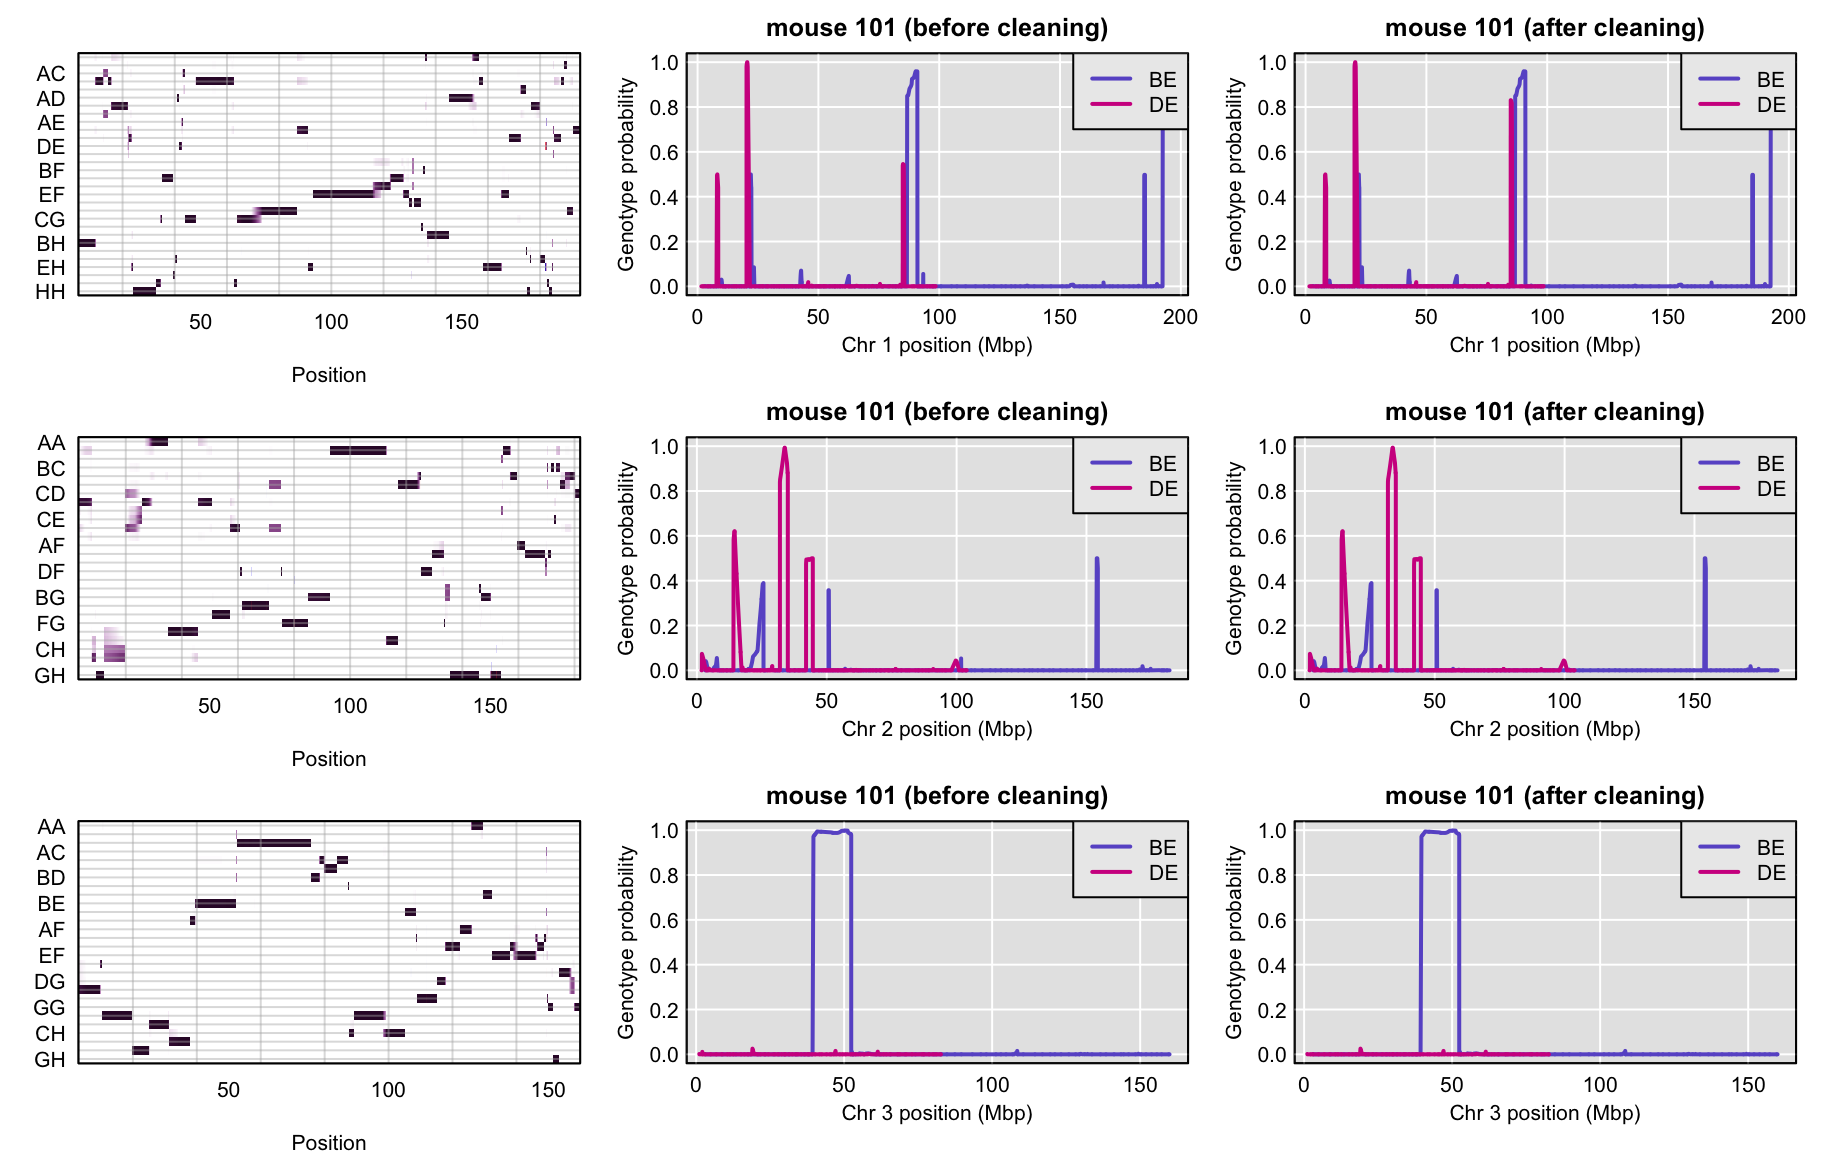 AC
AD
AE
DE
BF
EF
CG
BH
EH
HH
50 100 150
Position
mouse 101 (before cleaning)
Genotype probability
1.0
0.8
0.6
0.4
0.2
0.0
BE
DE
0 50 100 150 200
Chr 1 position (Mbp)
mouse 101 (after cleaning)
Genotype probability
1.0
0.8
0.6
0.4
0.2
0.0
BE
DE
0 50 100 150 200
Chr 1 position (Mbp)
AA
BC
CD
CE
AF
DF
BG
FG
CH
GH
50 100 150
Position
mouse 101 (before cleaning)
Genotype probability
1.0
0.8
0.6
0.4
0.2
0.0
BE
DE
0 50 100 150
Chr 2 position (Mbp)
mouse 101 (after cleaning)
Genotype probability
1.0
0.8
0.6
0.4
0.2
0.0
BE
DE
0 50 100 150
Chr 2 position (Mbp)
AA
AC
BD
BE
AF
EF
DG
GG
CH
GH
50 100 150
Position
mouse 101 (before cleaning)
Genotype probability
1.0
0.8
0.6
0.4
0.2
0.0
BE
DE
0 50 100 150
Chr 3 position (Mbp)
mouse 101 (after cleaning)
Genotype probability
1.0
0.8
0.6
0.4
0.2
0.0
BE
DE
0 50 100 150
Chr 3 position (Mbp)